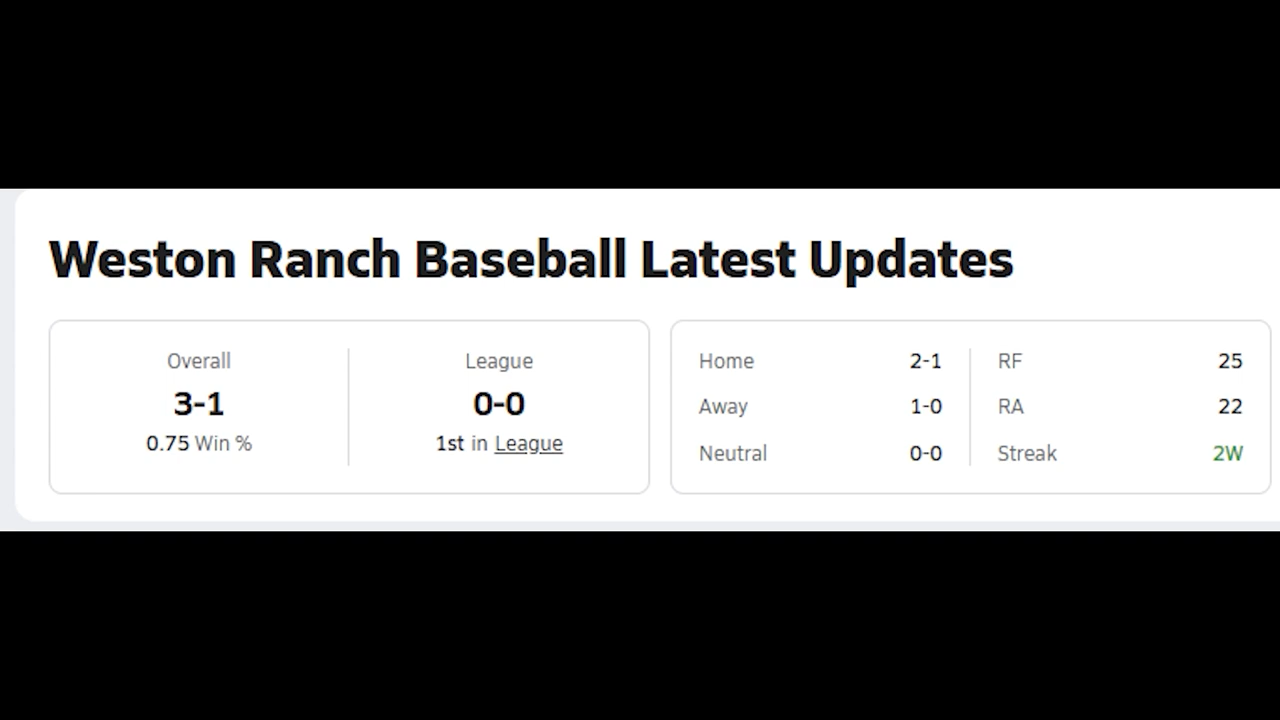 Weston Ranch Baseball Latest Updates
Overall
3-1
0.75 Win %
League
0-0
1st in League
Home 2-1
Away 1-0
Neutral 0-0
RF 25
RA 22
Streak 2W